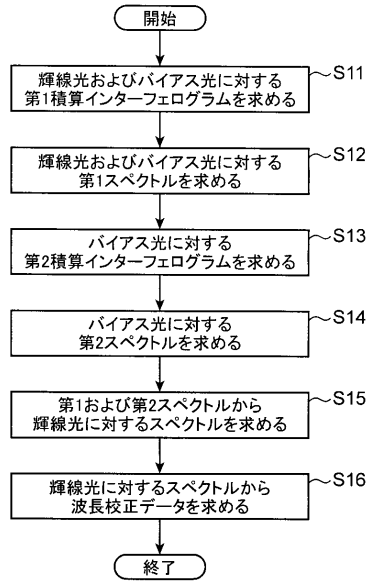 開始
S11
輝線光およびバイアス光に対する
第1積算インターフェログラムを求める
S12
輝線光およびバイアス光に対する
第1スペクトルを求める
S13
バイアス光に対する
第2積算インターフェログラムを求める
S14
バイアス光に対する
第2スペクトルを求める
S15
第1および第2スペクトルから
輝線光に対するスペクトルを求める
S16
輝線光に対するスペクトルから
波長校正データを求める
終了